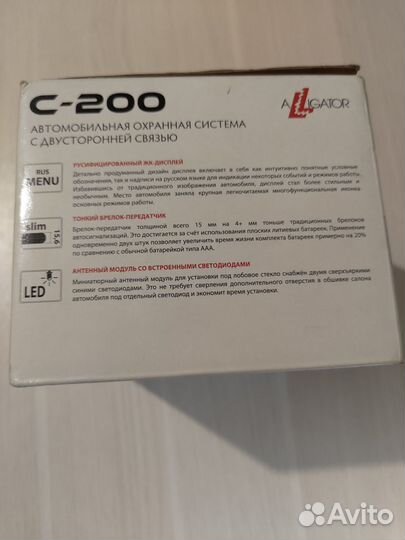 C-200
ALLIGATOR
АВТОМОБИЛЬНАЯ ОХРАННАЯ СИСТЕМА
С ДВУСТОРОННЕЙ СВЯЗЬЮ
RUS
MENU
РУСИФИЦИРОВАННЫЙ ЖК-ДИСПЛЕЙ
Детально продуманный дизайн дисплея включает в себя как интуитивно понятные условные
обозначения, так и надписи на русском языке для индикации некоторых событий и режимов работы.
Избавившись от традиционного изображения автомобиля, дисплей стал более стильным и
необычным. Место автомобиля заняла крупная легкочитаемая многофункциональная иконка
основных режимов работы.
slim
15,6
ТОНКИЙ БРЕЛОК-ПЕРЕДАТЧИК
Брелок-передатчик толщиной всего 15 мм на 4+ мм тоньше традиционных брелоков
автосигнализаций. Это достигается за счёт использования плоских литиевых батареек. Применение
одновременно двух штук позволяет увеличить время жизни комплекта батареек примерно на 20%
по сравнению с обычной батарейкой типа ААА.
LED
АНТЕННЫЙ МОДУЛЬ СО ВСТРОЕННЫМИ СВЕТОДИОДАМИ
Миниатюрный антенный модуль для установки под лобовое стекло снабжён двумя сверхъяркими
синими светодиодами. Это не требует сверления дополнительного отверстия в обшивке салона
автомобиля под отдельный светодиод и экономит время установки.
Avito